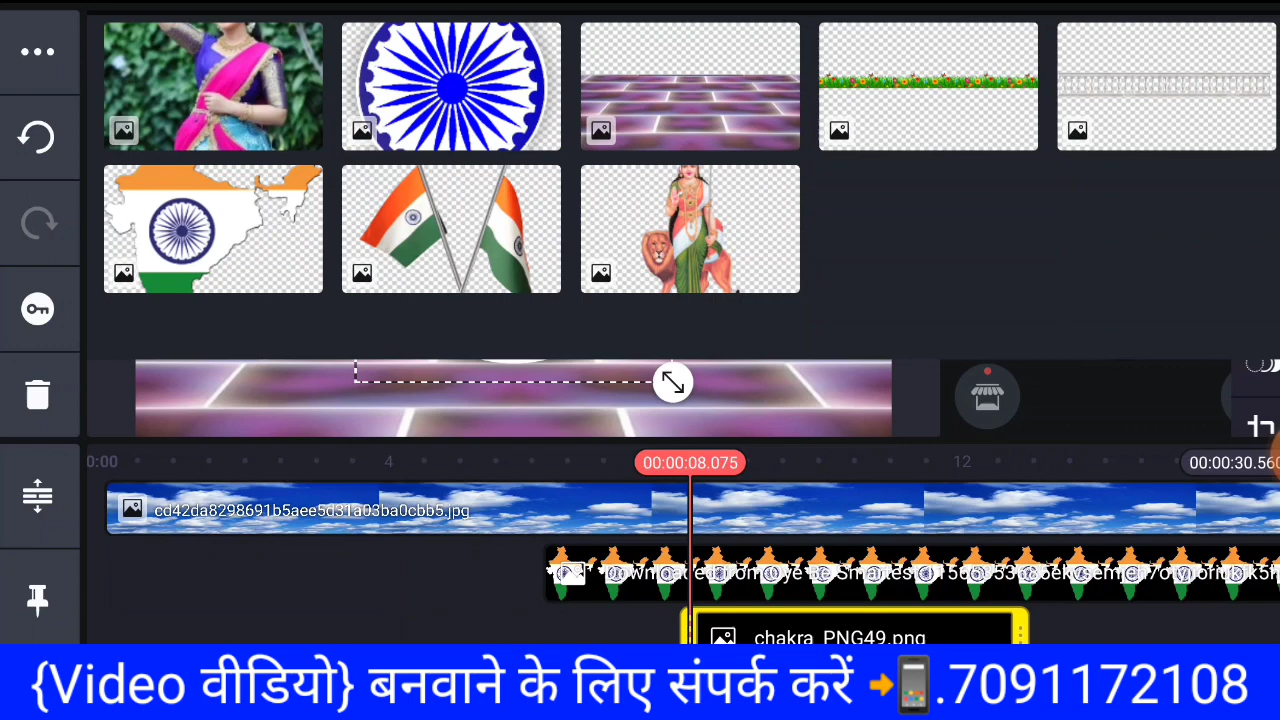 0:00
4
00:00:08.075
12
00:00:30.560
cd42da8298691b5aee5d31a03ba0cbb5.jpg
chakra_PNG49.png
{Video वीडियो} बनवाने के लिए संपर्क करें ➜📱.7091172108